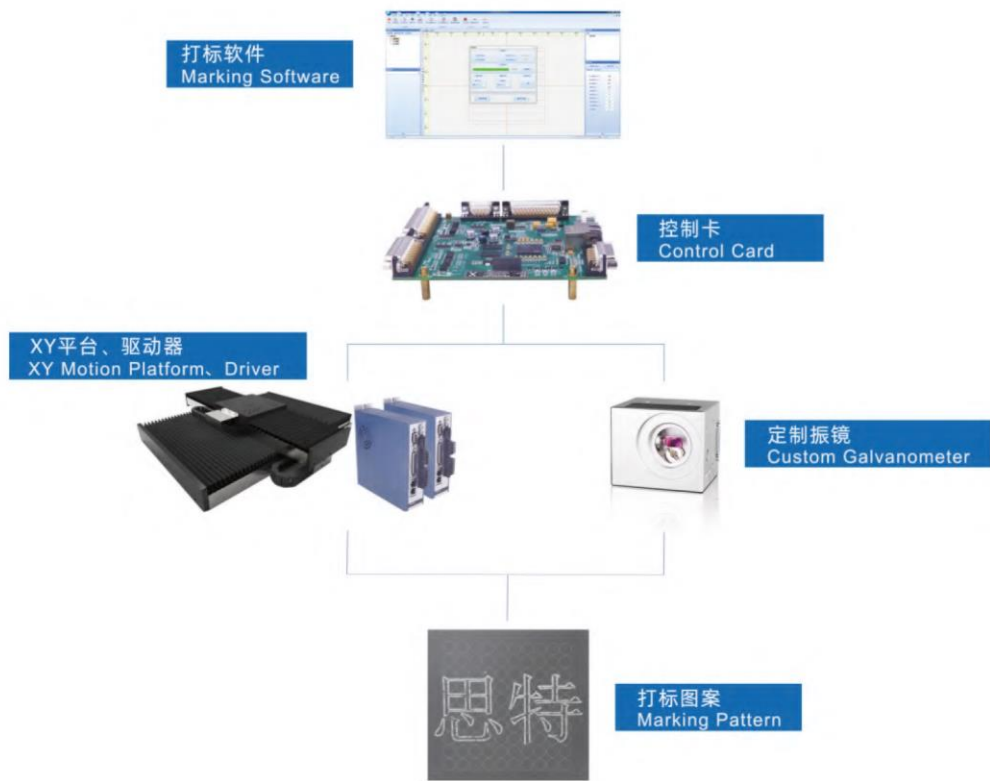 打标软件
Marking Software
控制卡
Control Card
XY平台、驱动器
XY Motion Platform、Driver
定制振镜
Custom Galvanometer
思特
打标图案
Marking Pattern